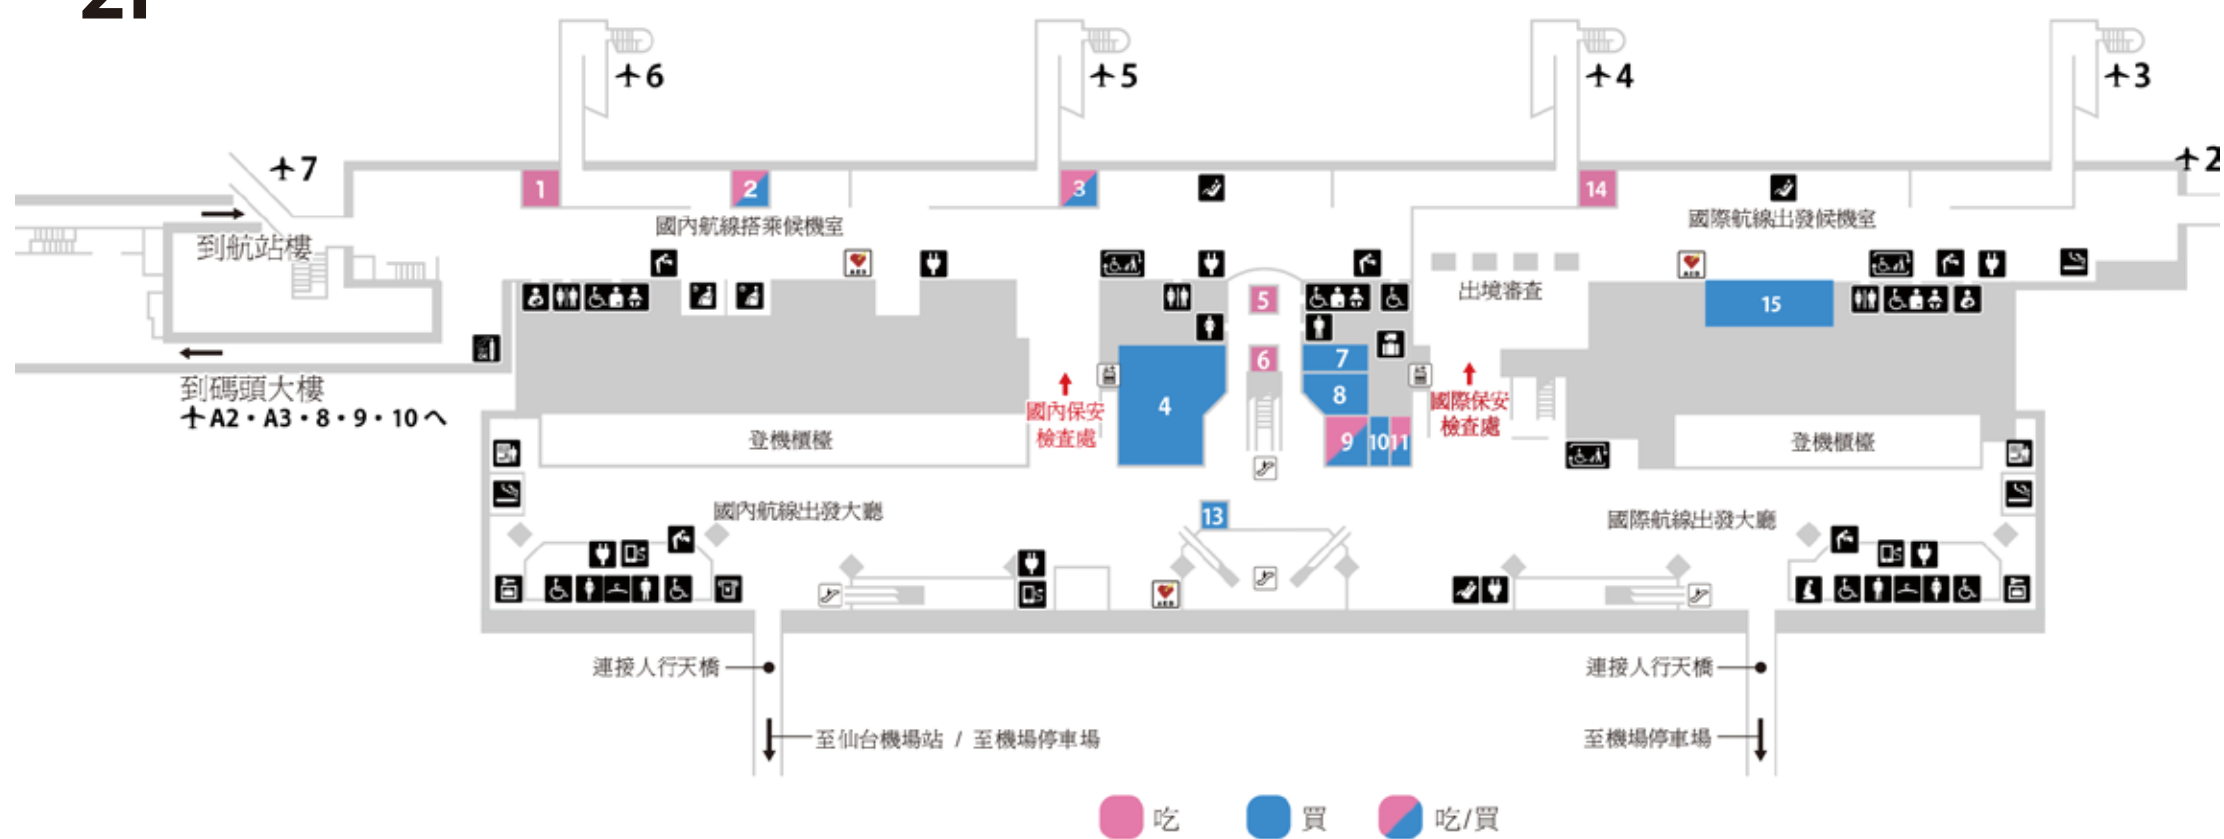 2F
6
5
4
3
7
2
1
2
3
14
國內航線搭乘候機室
國際航線出發候機室
到航站樓
AED
AED
出境審查
5
15
6
7
8
4
9
10
11
到碼頭大樓
A2・A3・8・9・10 へ
國內保安
檢查處
國際保安
檢查處
登機櫃檯
登機櫃檯
國內航線出發大廳
13
國際航線出發大廳
AED
連接人行天橋
連接人行天橋
至仙台機場站 / 至機場停車場
至機場停車場
吃
買
吃/買